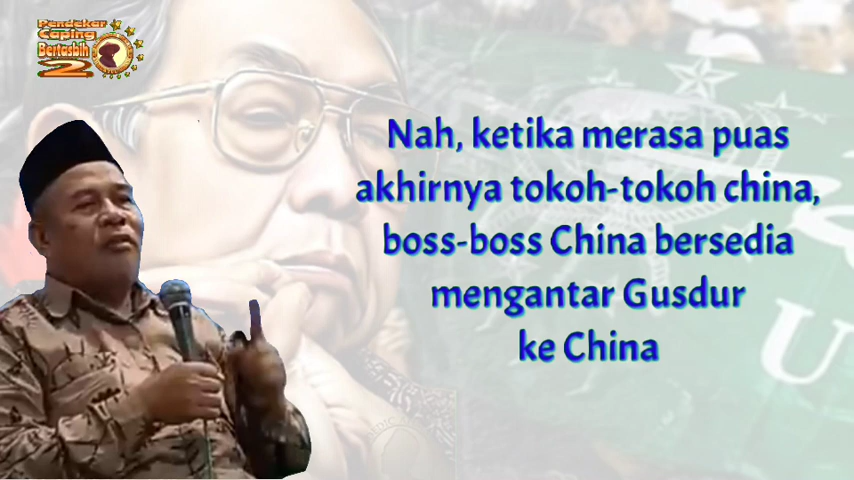 Pendekar
Caping
Bertasbih
2
Nah, ketika merasa puas
akhirnya tokoh-tokoh china,
boss-boss China bersedia
mengantar Gusdur
ke China
U